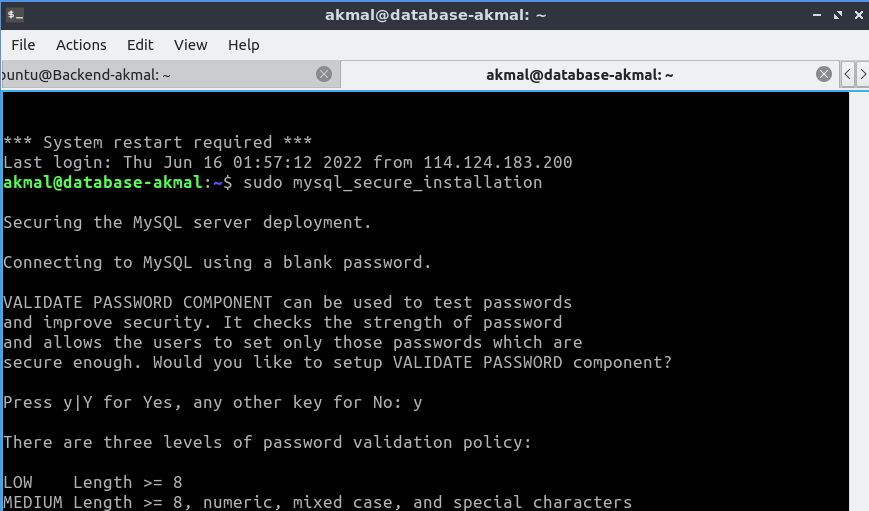 akmal@database-akmal: ~
File Actions Edit View Help
buntu@Backend-akmal: ~
akmal@database-akmal: ~
*** System restart required ***
Last login: Thu Jun 16 01:57:12 2022 from 114.124.183.200
akmal@database-akmal:~$ sudo mysql_secure_installation
Securing the MySQL server deployment.
Connecting to MySQL using a blank password.
VALIDATE PASSWORD COMPONENT can be used to test passwords
and improve security. It checks the strength of password
and allows the users to set only those passwords which are
secure enough. Would you like to setup VALIDATE PASSWORD component?
Press y|Y for Yes, any other key for No: y
There are three levels of password validation policy:
LOW    Length >= 8
MEDIUM Length >= 8, numeric, mixed case, and special characters